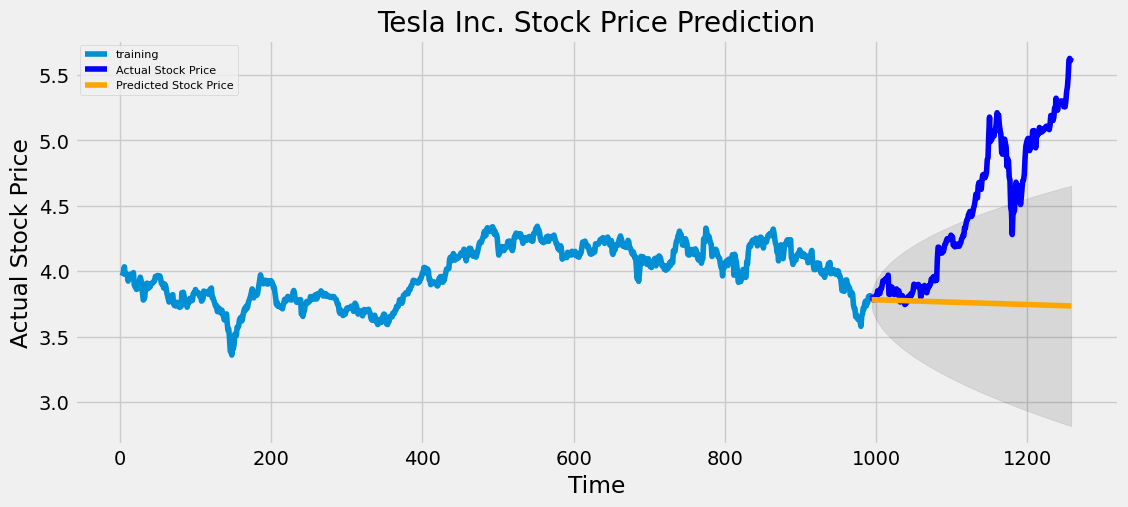 Tesla Inc. Stock Price Prediction
training
Actual Stock Price
Predicted Stock Price
Actual Stock Price
5.5
5.0
4.5
4.0
3.5
3.0
0 200 400 600 800 1000 1200
Time